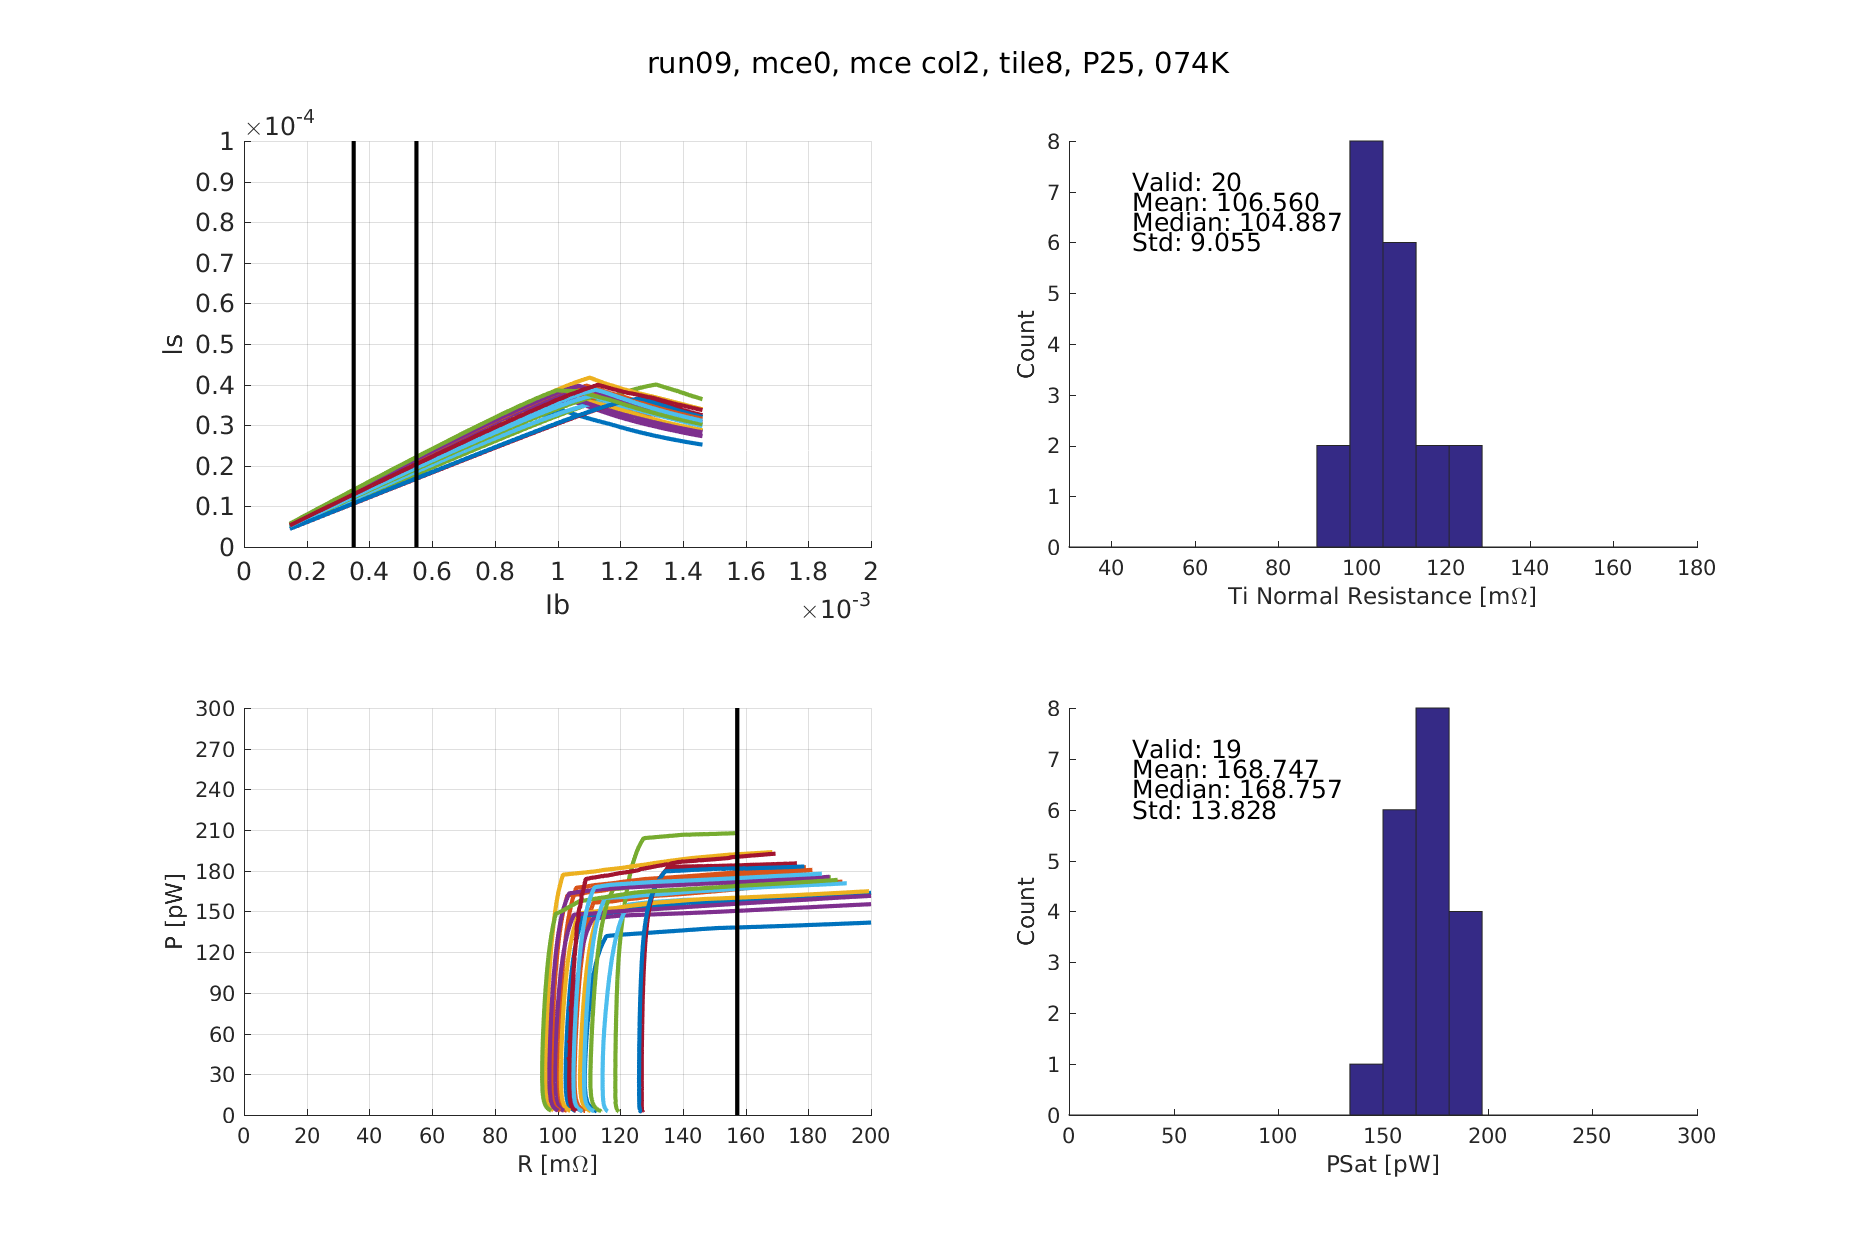 run09, mce0, mce col2, tile8, P25, 074K
×10-4
1
0.9
0.8
0.7
0.6
0.5
0.4
0.3
0.2
0.1
0
Is
0 0.2 0.4 0.6 0.8 1 1.2 1.4 1.6 1.8 2
Ib
×10-3
8
7
6
5
4
3
2
1
0
Count
Valid: 20
Mean: 106.560
Median: 104.887
Std: 9.055
40 60 80 100 120 140 160 180
Ti Normal Resistance [mΩ]
300
270
240
210
180
150
120
90
60
30
0
P [pW]
0 20 40 60 80 100 120 140 160 180 200
R [mΩ]
8
7
6
5
4
3
2
1
0
Count
Valid: 19
Mean: 168.747
Median: 168.757
Std: 13.828
0 50 100 150 200 250 300
PSat [pW]